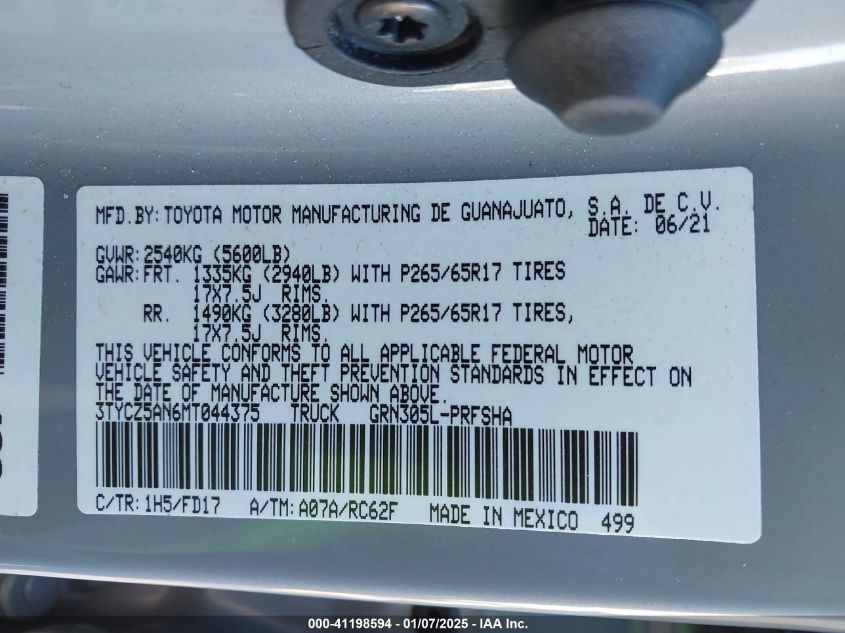 MFD.BY: TOYOTA MOTOR MANUFACTURING DE GUANAJUATO, S.A. DE C.V.
DATE: 06/21
GVWR: 2540KG (5600LB)
GAWR: FRT. 1335KG (2940LB) WITH P265/65R17 TIRES
17X7.5J RIMS.
RR. 1490KG (3280LB) WITH P265/65R17 TIRES,
17X7.5J RIMS.
THIS VEHICLE CONFORMS TO ALL APPLICABLE FEDERAL MOTOR
VEHICLE SAFETY AND THEFT PREVENTION STANDARDS IN EFFECT ON
THE DATE OF MANUFACTURE SHOWN ABOVE.
3TYCZ5AN6MT044375 TRUCK GRN305L-PRFSHA
C/TR: 1H5/FD17 A/TM: A07A/RC62F MADE IN MEXICO 499
000-41198594 - 01/07/2025 - IAAI - US - IAAI.COM